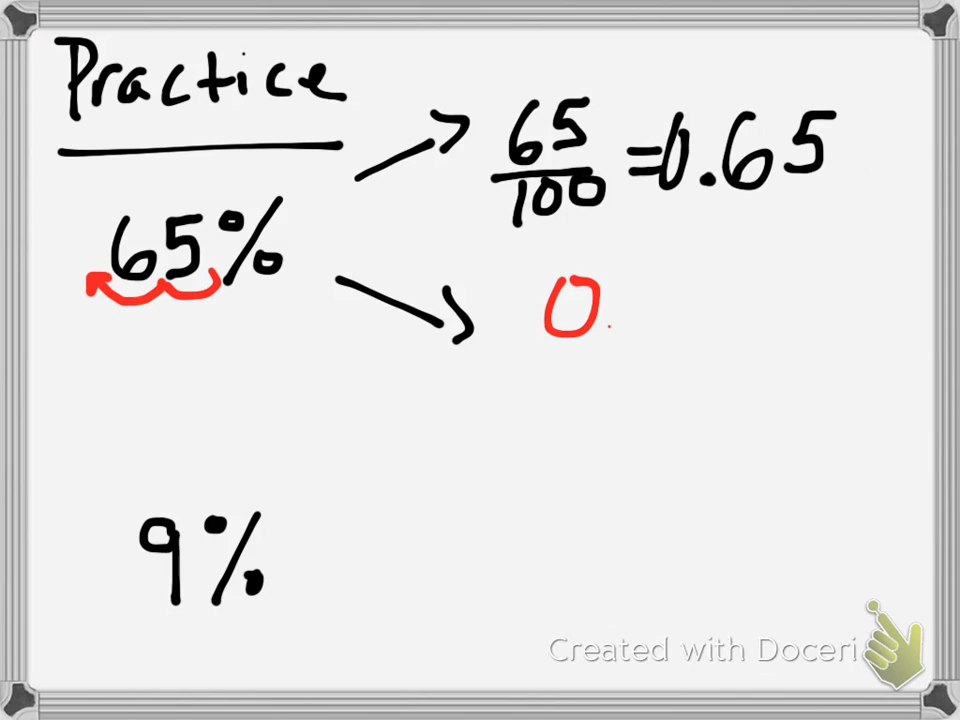 Practice
65/100 = 0.65
65%
0.
9%
Created with Doceri